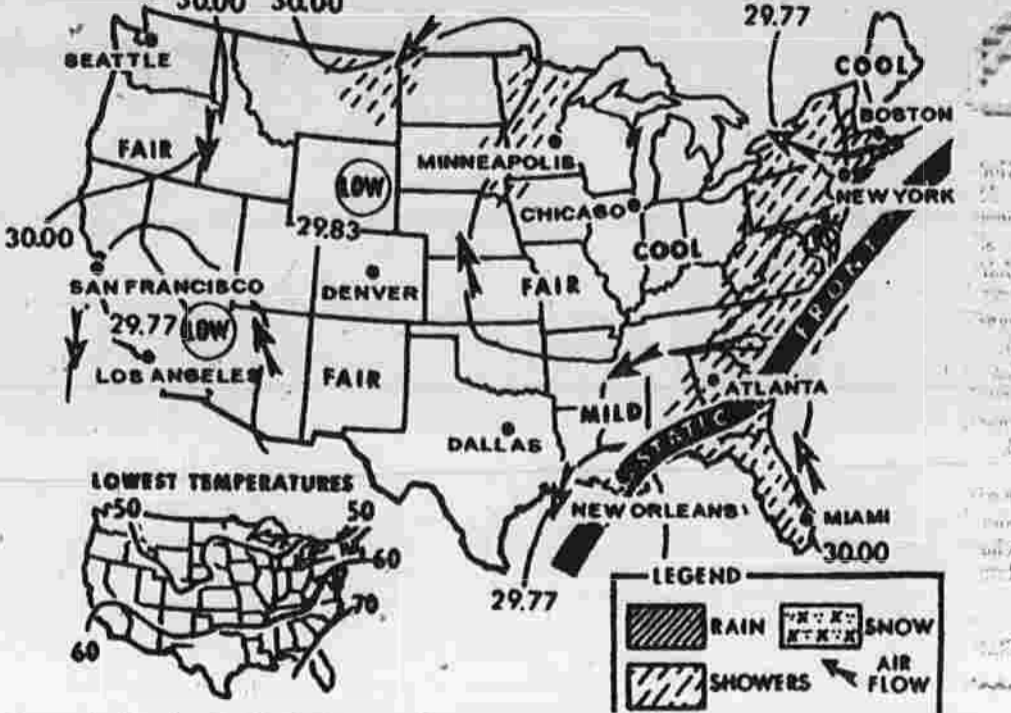 30.00 30.00
29.77
SEATTLE
COOL
BOSTON
FAIR
MINNEAPOLIS
LOW
NEW YORK
CHICAGO
30.00
29.83
COOL
SAN FRANCISCO
DENVER
FAIR
FRONT
29.77
LOW
LOS ANGELES
FAIR
ATLANTA
MILD
STATIC
DALLAS
LOWEST TEMPERATURES
50
50
NEW ORLEANS
MIAMI
30.00
60
LEGEND
29.77
70
RAIN
SNOW
60
SHOWERS
AIR
FLOW